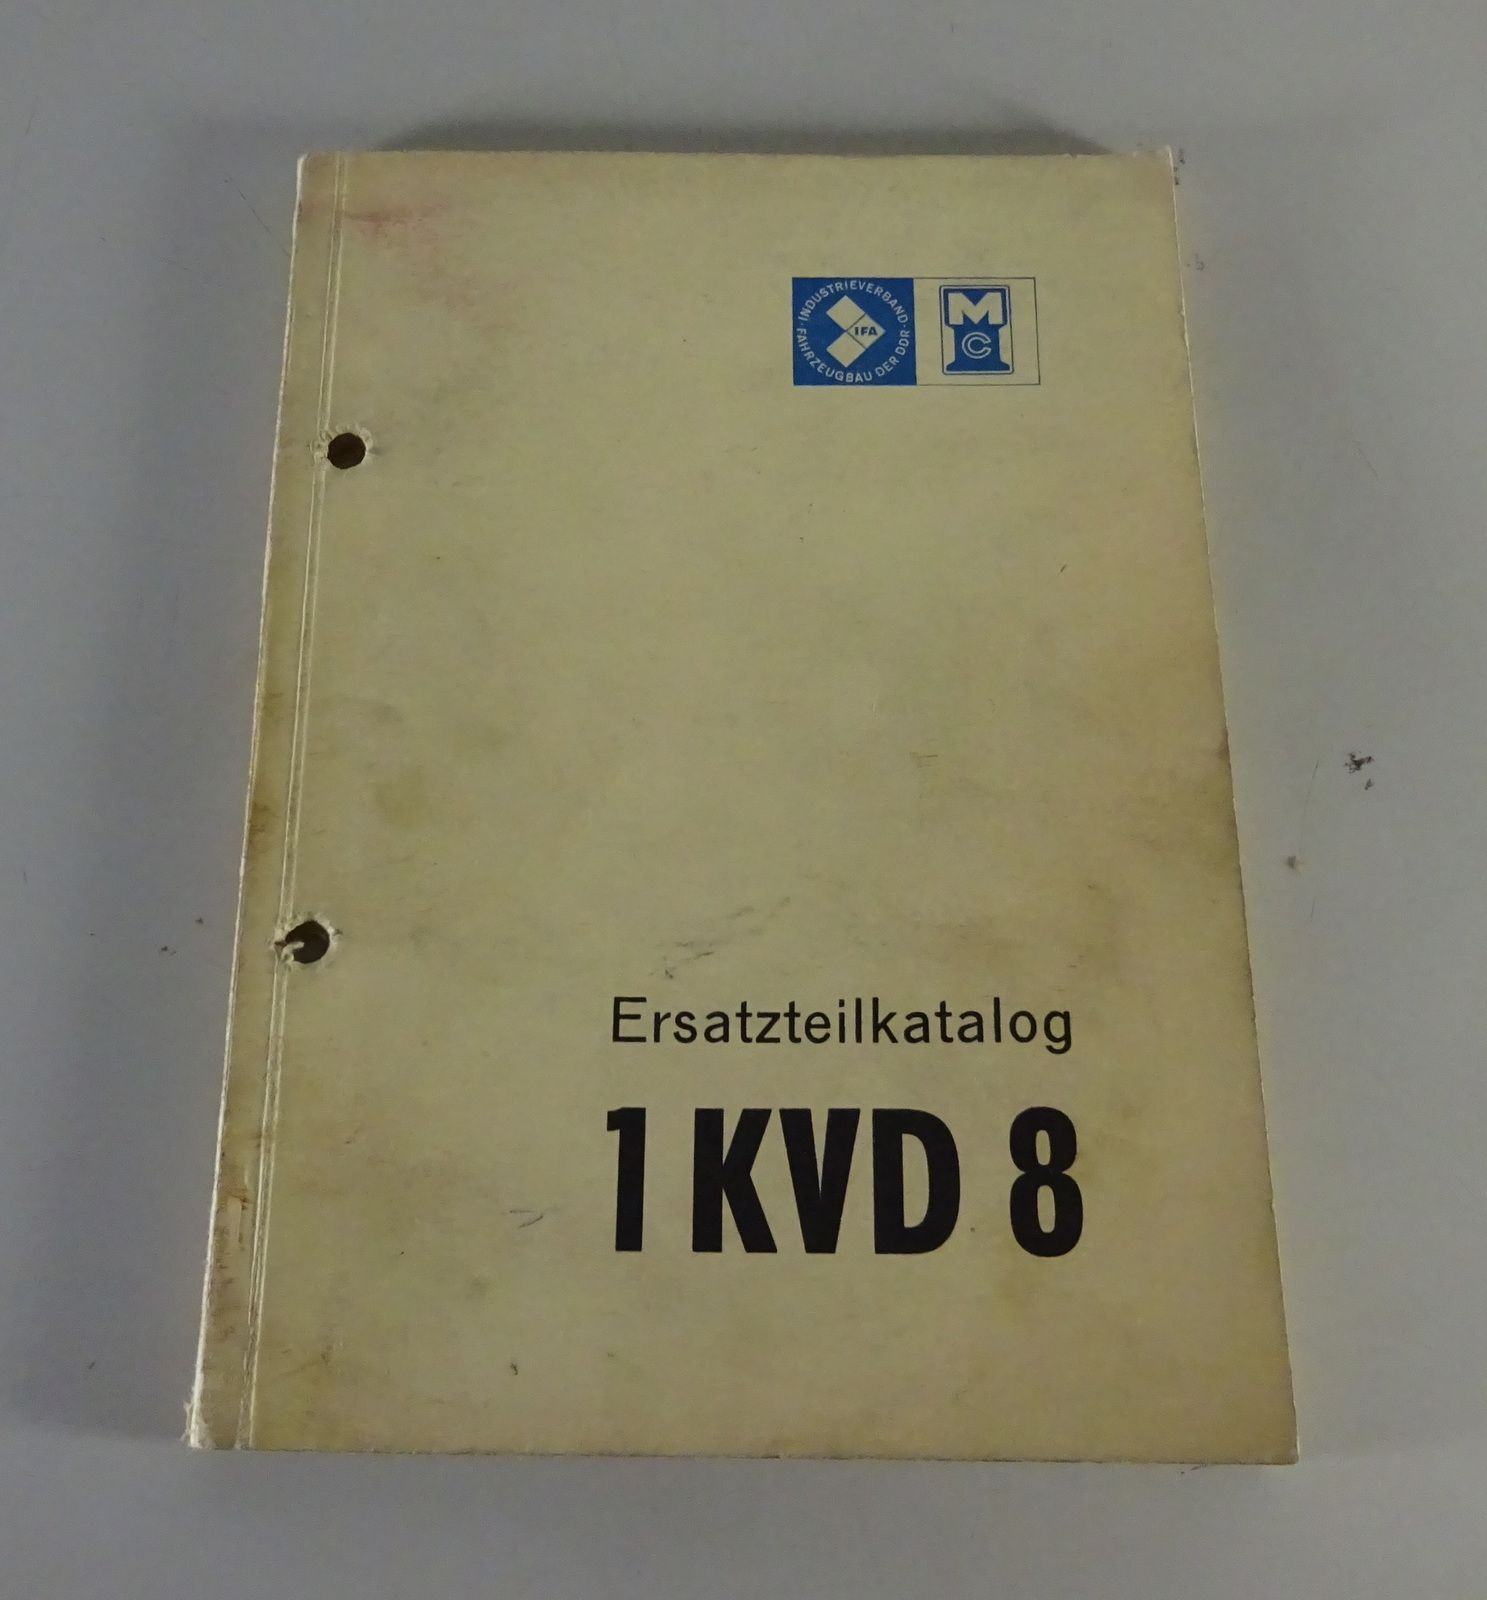 INDUSTRIEVERBAND · FAHRZEUGBAU DER DDR ·
IFA
M
C
Ersatzteilkatalog
1 KVD 8